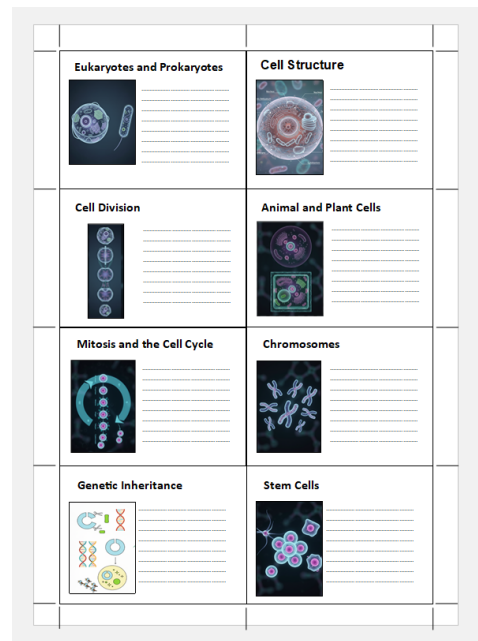 Eukaryotes and Prokaryotes
Cell Structure
Cell Division
Animal and Plant Cells
Mitosis and the Cell Cycle
Chromosomes
Genetic Inheritance
Stem Cells